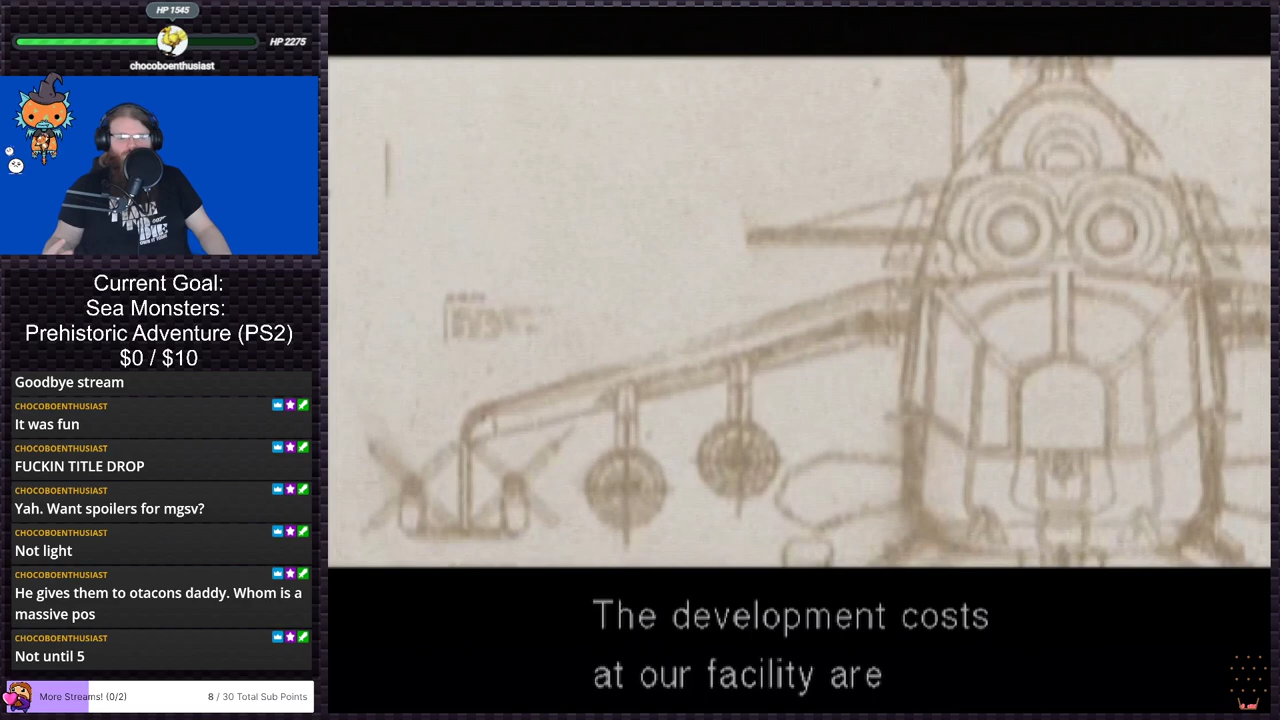 HP 1545
HP 2275
chocoboenthusiast
Current Goal:
Sea Monsters:
Prehistoric Adventure (PS2)
$0 / $10
Goodbye stream
CHOCOBOENTHUSIAST
It was fun
CHOCOBOENTHUSIAST
FUCKIN TITLE DROP
CHOCOBOENTHUSIAST
Yah. Want spoilers for mgsv?
CHOCOBOENTHUSIAST
Not light
CHOCOBOENTHUSIAST
He gives them to otacons daddy. Whom is a
massive pos
CHOCOBOENTHUSIAST
Not until 5
More Streams! (0/2)
8 / 30 Total Sub Points
The development costs
at our facility are